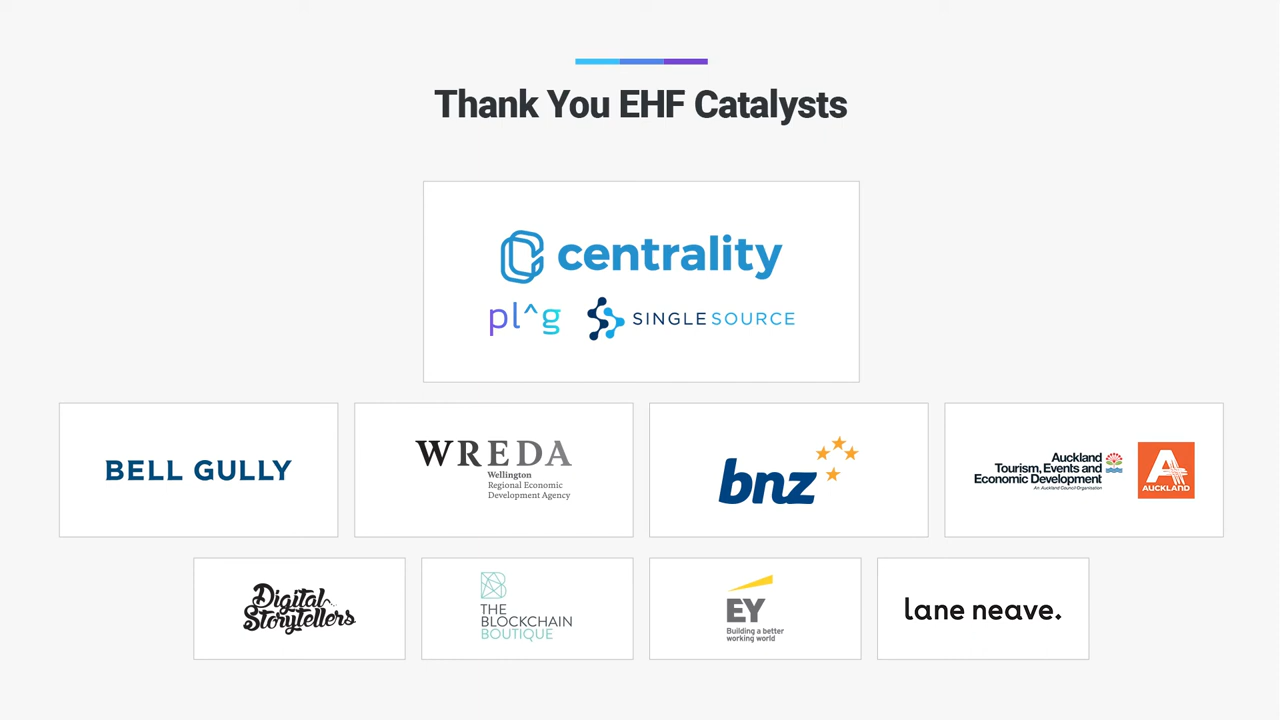 Thank You EHF Catalysts
centrality
pl^g
SINGLESOURCE
BELL GULLY
WREDA
Wellington
Regional Economic
Development Agency
bnz
Auckland
Tourism, Events and
Economic Development
An Auckland Council Organisation
AUCKLAND
Digital
Storytellers
THE
BLOCKCHAIN
BOUTIQUE
EY
Building a better
working world
lane neave.